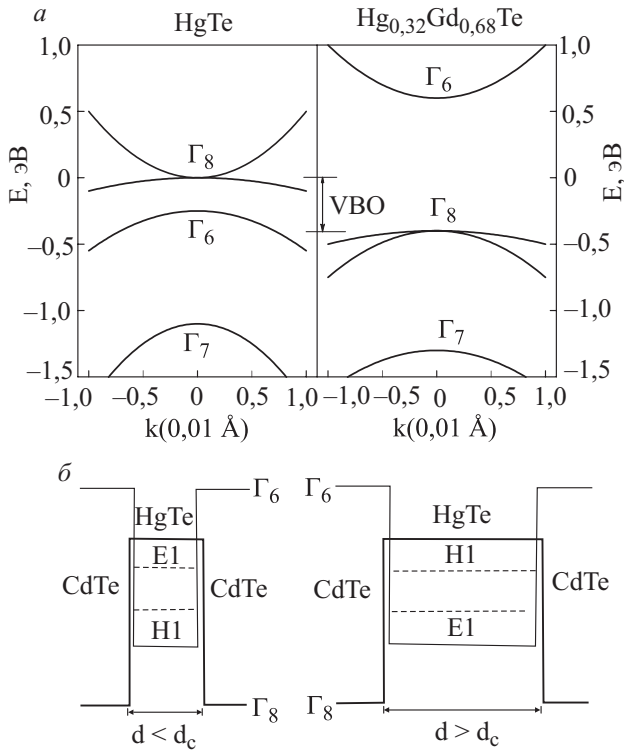 а
HgTe
Hg0,32Gd0,68Te
1,0
0,5
0
−0,5
−1,0
−1,5
E, эВ
Γ8
Γ6
Γ7
VBO
Γ6
Γ8
Γ7
1,0
0,5
0
−0,5
−1,0
−1,5
E, эВ
−1,0 −0,5 0 0,5 1,0
−1,0 −0,5 0 0,5 1,0
k(0,01 Å)
k(0,01 Å)
б
Γ6
HgTe
E1
CdTe
CdTe
H1
Γ8
d < dc
Γ6
HgTe
H1
CdTe
CdTe
E1
Γ8
d > dc